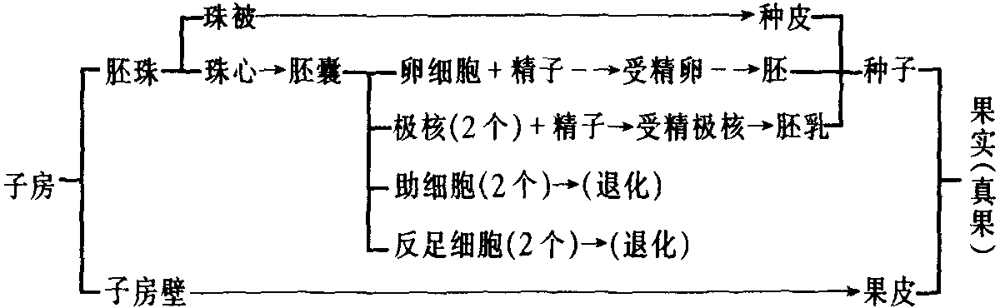 珠被→种皮
胚珠 珠心→胚囊 卵细胞+精子-→受精卵-→胚 种子
极核(2个)+精子→受精极核→胚乳
子房 助细胞(2个)→(退化) 果实(真果)
反足细胞(2个)→(退化)
子房壁→果皮